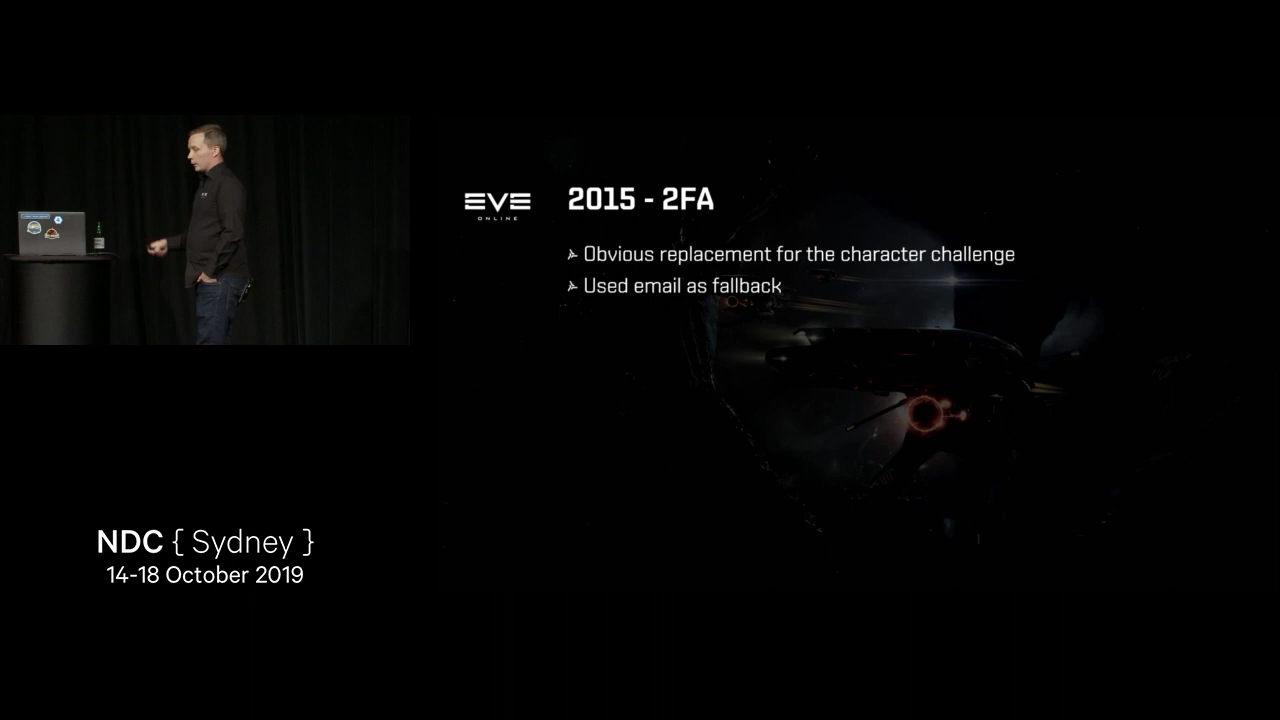 EVE
ONLINE
2015 - 2FA
Obvious replacement for the character challenge
Used email as fallback
NDC { Sydney }
14-18 October 2019